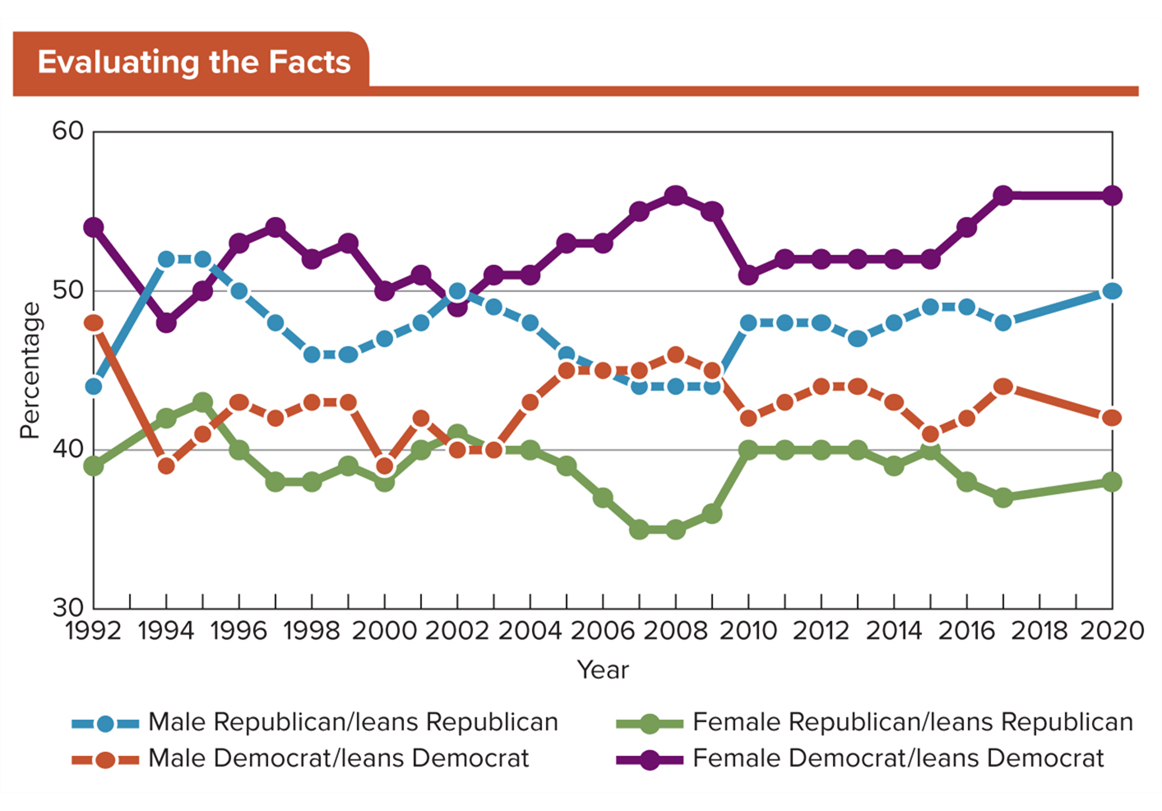 Evaluating the Facts
60
50
40
30
Percentage
1992 1994 1996 1998 2000 2002 2004 2006 2008 2010 2012 2014 2016 2018 2020
Year
Male Republican/leans Republican
Female Republican/leans Republican
Male Democrat/leans Democrat
Female Democrat/leans Democrat